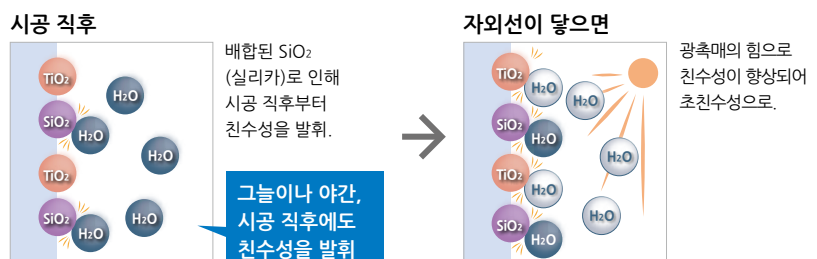 시공 직후
TiO₂
H₂O
SiO₂
H₂O
H₂O
TiO₂
SiO₂
H₂O
H₂O
배합된 SiO₂
(실리카)로 인해
시공 직후부터
친수성을 발휘.
그늘이나 야간,
시공 직후에도
친수성을 발휘
자외선이 닿으면
TiO₂
H₂O
H₂O
SiO₂
H₂O
H₂O
TiO₂
H₂O
H₂O
SiO₂
H₂O
광촉매의 힘으로
친수성이 향상되어
초친수성으로.